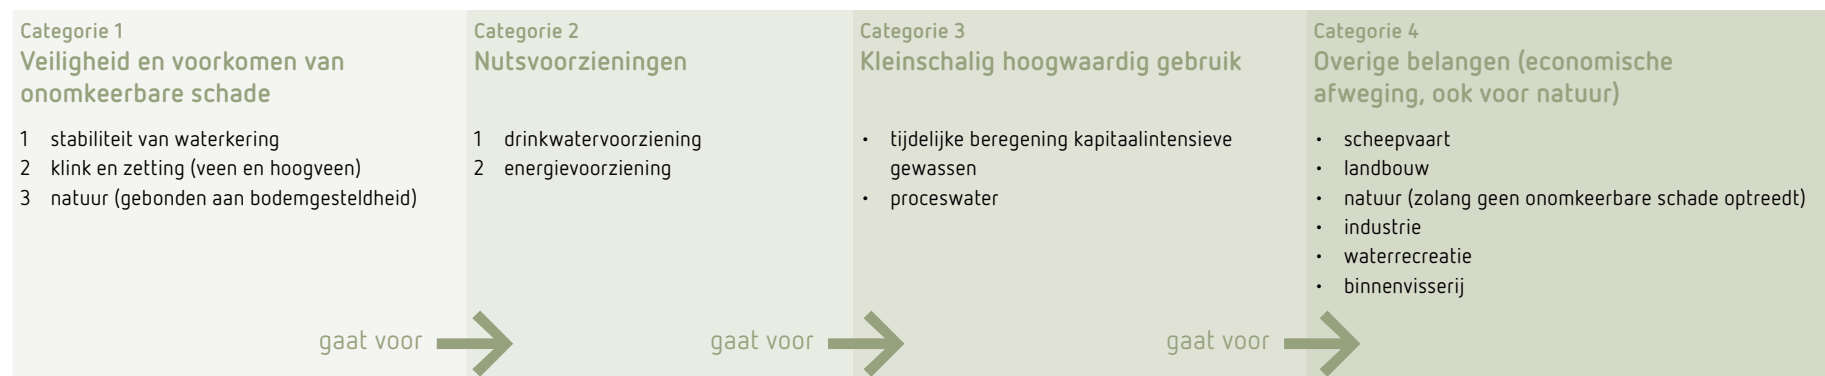 Categorie 1
Veiligheid en voorkomen van
onomkeerbare schade
1 stabiliteit van waterkering
2 klink en zetting (veen en hoogveen)
3 natuur (gebonden aan bodemgesteldheid)
gaat voor
Categorie 2
Nutsvoorzieningen
1 drinkwatervoorziening
2 energievoorziening
gaat voor
Categorie 3
Kleinschalig hoogwaardig gebruik
• tijdelijke beregening kapitaalintensieve
gewassen
• proceswater
gaat voor
Categorie 4
Overige belangen (economische
afweging, ook voor natuur)
• scheepvaart
• landbouw
• natuur (zolang geen onomkeerbare schade optreedt)
• industrie
• waterrecreatie
• binnenvisserij